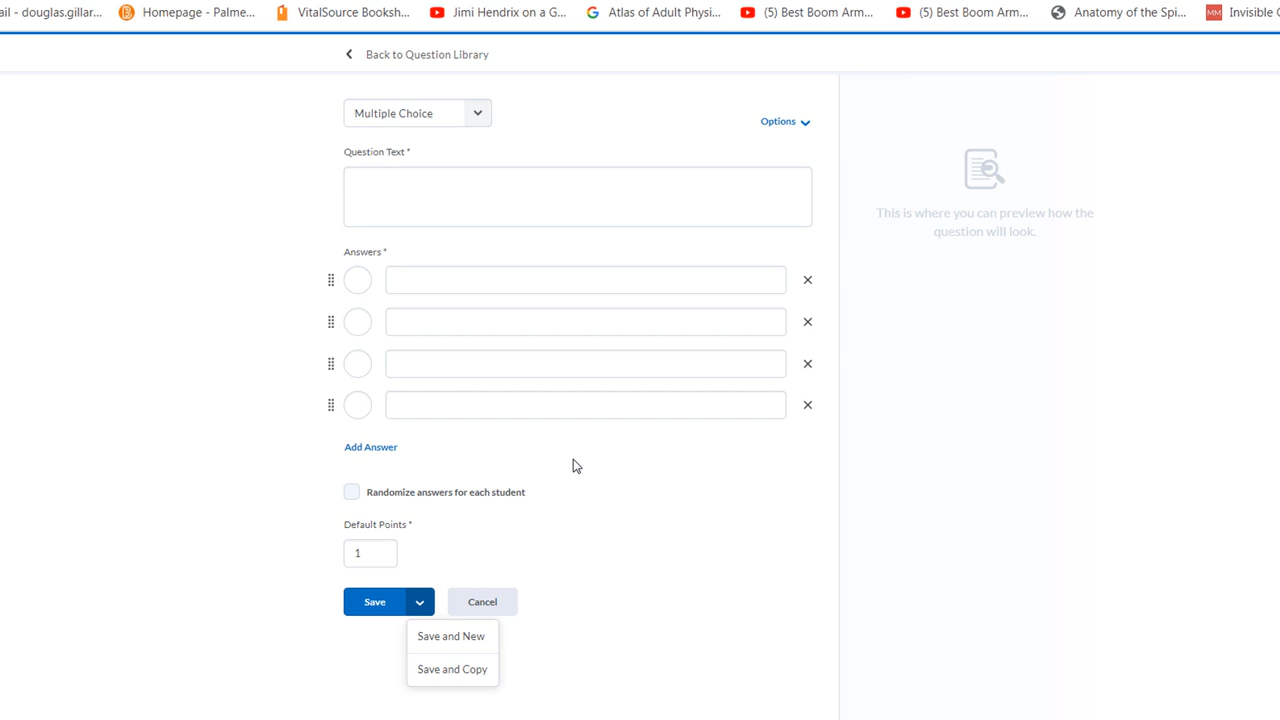 ail - douglas.gillar... Homepage - Palme... VitalSource Booksh... Jimi Hendrix on a G... Atlas of Adult Physi... (5) Best Boom Arm... (5) Best Boom Arm... Anatomy of the Spi... MM Invisible C
Back to Question Library
Multiple Choice
Options
Question Text *
This is where you can preview how the
question will look.
Answers *
Add Answer
Randomize answers for each student
Default Points *
1
Save Cancel
Save and New
Save and Copy